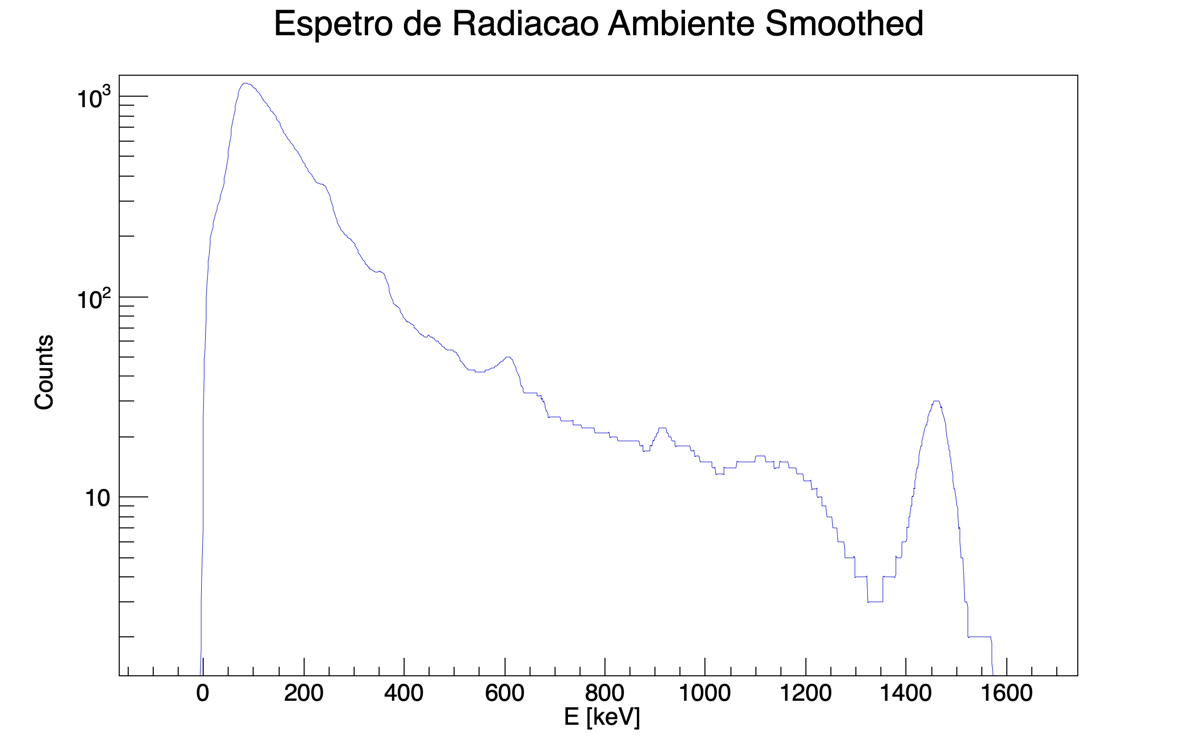 Espetro de Radiacao Ambiente Smoothed
Counts
10³
10²
10
0 200 400 600 800 1000 1200 1400 1600
E [keV]